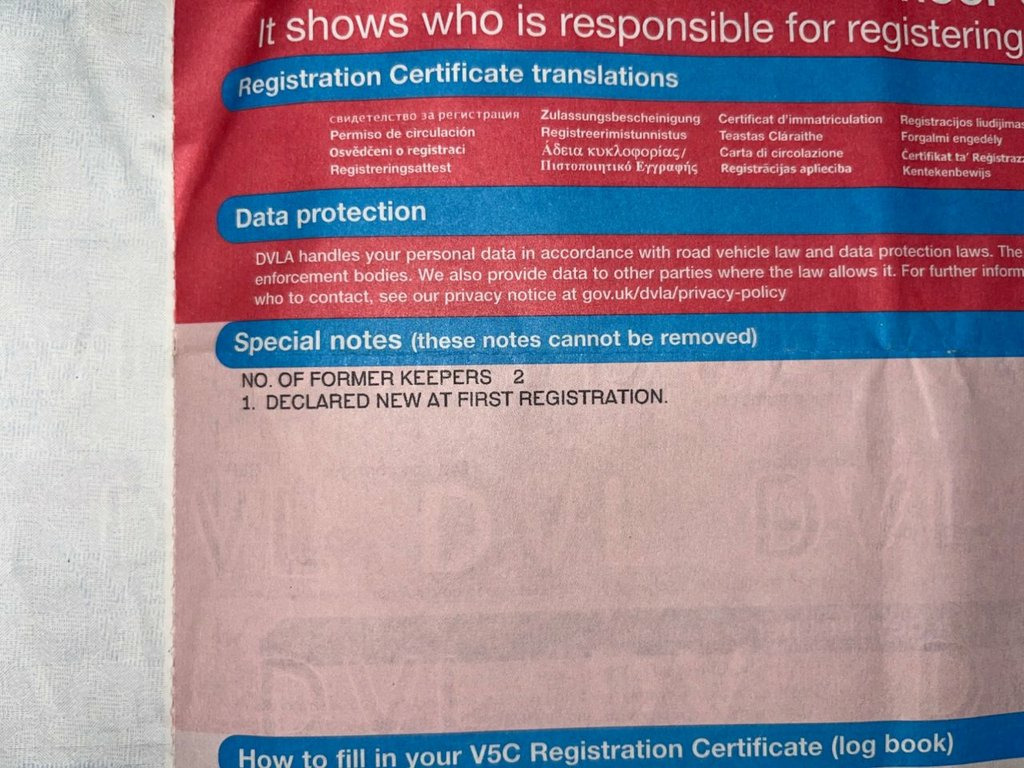 It shows who is responsible for registering
Registration Certificate translations
свидетелство за регистрация
Permiso de circulación
Osvědčeni o registraci
Registreringsattest
Zulassungsbescheinigung
Registreerimistunnistus
Άδεια κυκλοφορίας/
Πιστοποιητικό Εγγραφής
Certificat d'immatriculation
Teastas Cláraithe
Carta di circolazione
Registrācijas apliecība
Registracijos liudijimas
Forgalmi engedély
Ċertifikat ta' Reġistrazz
Kentekenbewijs
Data protection
DVLA handles your personal data in accordance with road vehicle law and data protection laws. The
enforcement bodies. We also provide data to other parties where the law allows it. For further inform
who to contact, see our privacy notice at gov.uk/dvla/privacy-policy
Special notes (these notes cannot be removed)
NO. OF FORMER KEEPERS 2
1. DECLARED NEW AT FIRST REGISTRATION.
How to fill in your V5C Registration Certificate (log book)